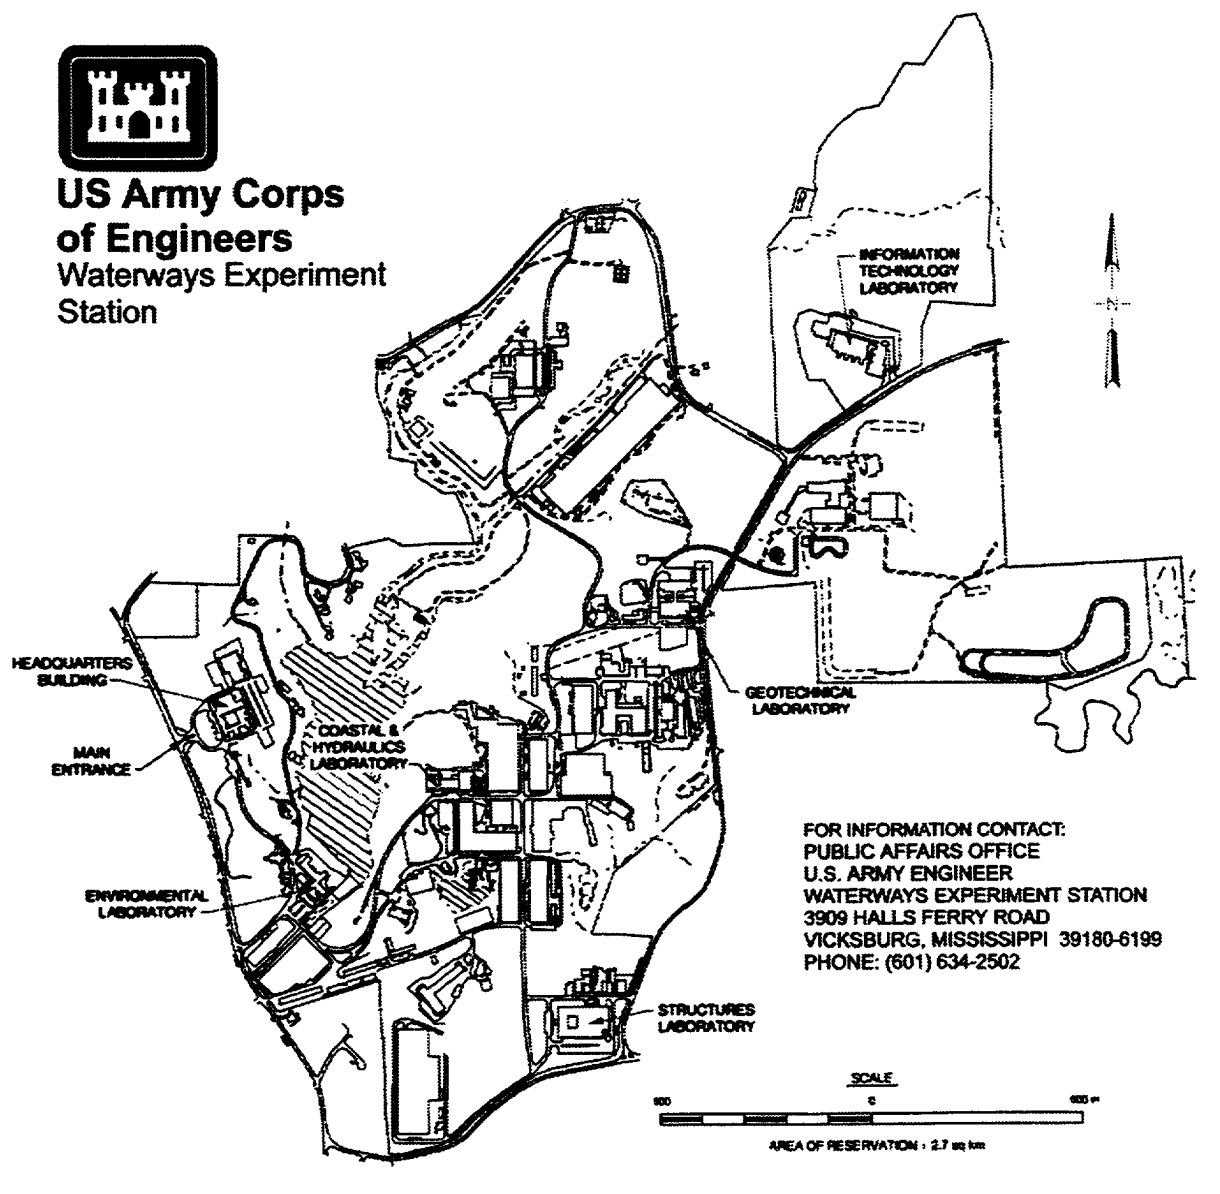 US Army Corps
of Engineers
Waterways Experiment
Station
INFORMATION
TECHNOLOGY
LABORATORY
N
HEADQUARTERS
BUILDING
MAIN
ENTRANCE
COASTAL &
HYDRAULICS
LABORATORY
GEOTECHNICAL
LABORATORY
ENVIRONMENTAL
LABORATORY
STRUCTURES
LABORATORY
FOR INFORMATION CONTACT:
PUBLIC AFFAIRS OFFICE
U.S. ARMY ENGINEER
WATERWAYS EXPERIMENT STATION
3909 HALLS FERRY ROAD
VICKSBURG, MISSISSIPPI 39180-6199
PHONE: (601) 634-2502
SCALE
AREA OF RESERVATION : 2.7 sq km